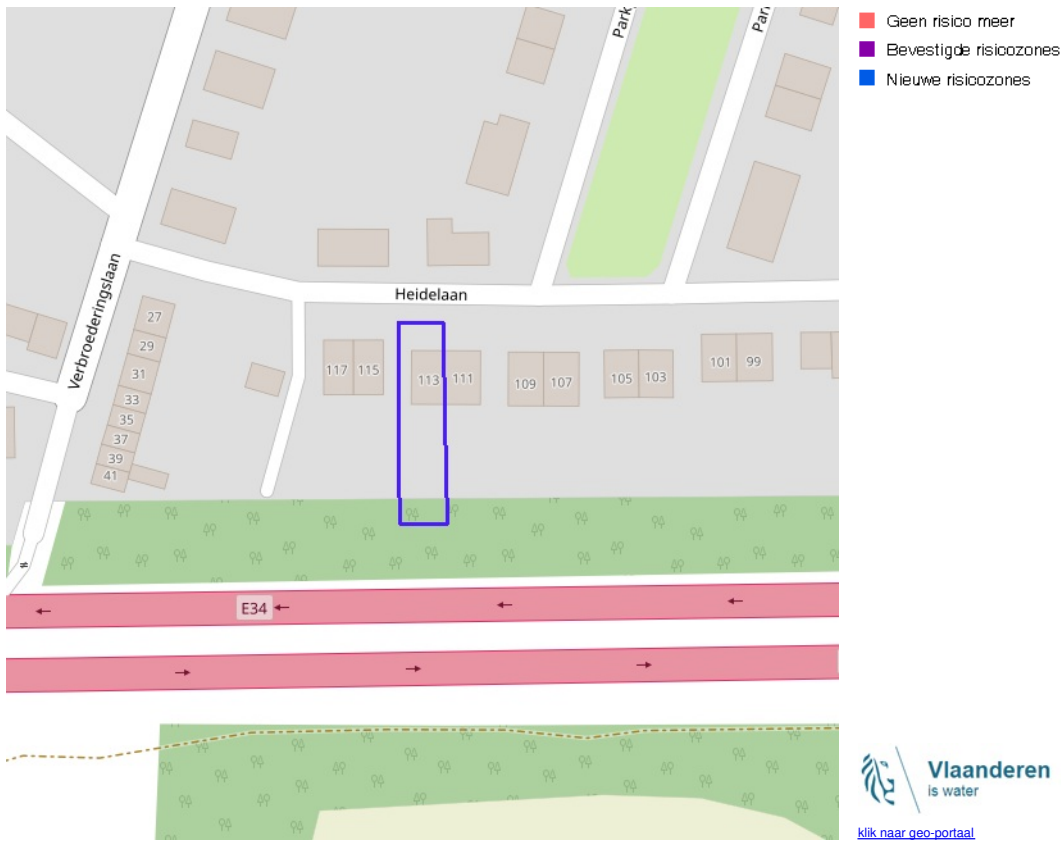 Geen risico meer
Bevestigde risicozones
Nieuwe risicozones
Park
Par
Verbroederingslaan
Heidelaan
27
29
31
33
35
37
39
41
117 115
113 111
109 107
105 103
101 99
E34
Vlaanderen
is water
klik naar geo-portaal